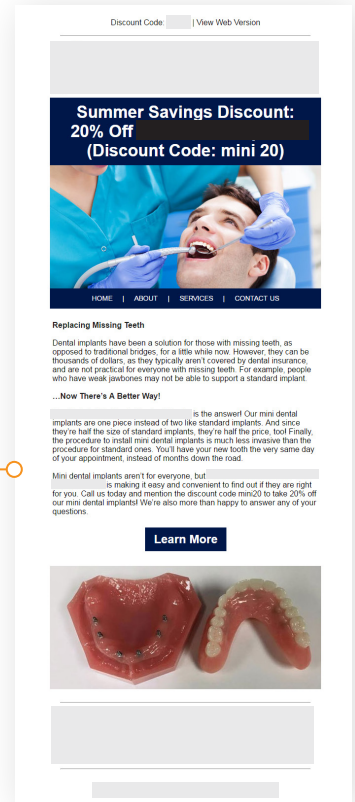 Discount Code: | View Web Version
Summer Savings Discount:
20% Off
(Discount Code: mini 20)
HOME | ABOUT | SERVICES | CONTACT US
Replacing Missing Teeth
Dental implants have been a solution for those with missing teeth, as
opposed to traditional bridges, for a little while now. However, they can be
thousands of dollars, as they typically aren't covered by dental insurance,
and are not practical for everyone with missing teeth. For example, people
who have weak jawbones may not be able to support a standard implant.
…Now There's A Better Way!
is the answer! Our mini dental
implants are one piece instead of two like standard implants. And since
they're half the size of standard implants, they're half the price, too! Finally,
the procedure to install mini dental implants is much less invasive than the
procedure for standard ones. You'll have your new tooth the very same day
of your appointment, instead of months down the road.
Mini dental implants aren't for everyone, but
is making it easy and convenient to find out if they are right
for you. Call us today and mention the discount code mini20 to take 20% off
our mini dental implants! We're also more than happy to answer any of your
questions.
Learn More